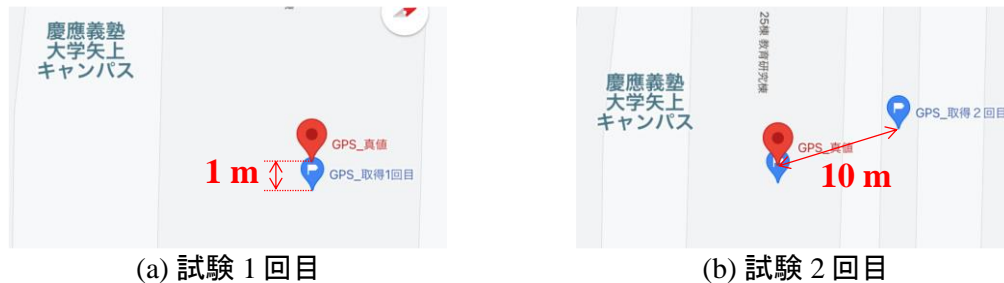 慶應義塾
大学矢上
キャンパス
GPS_真値
1 m
GPS_取得1回目
(a) 試験 1 回目
25棟 教育研究棟
慶應義塾
大学矢上
キャンパス
GPS_取得2回目
GPS_真値
10 m
(b) 試験 2 回目